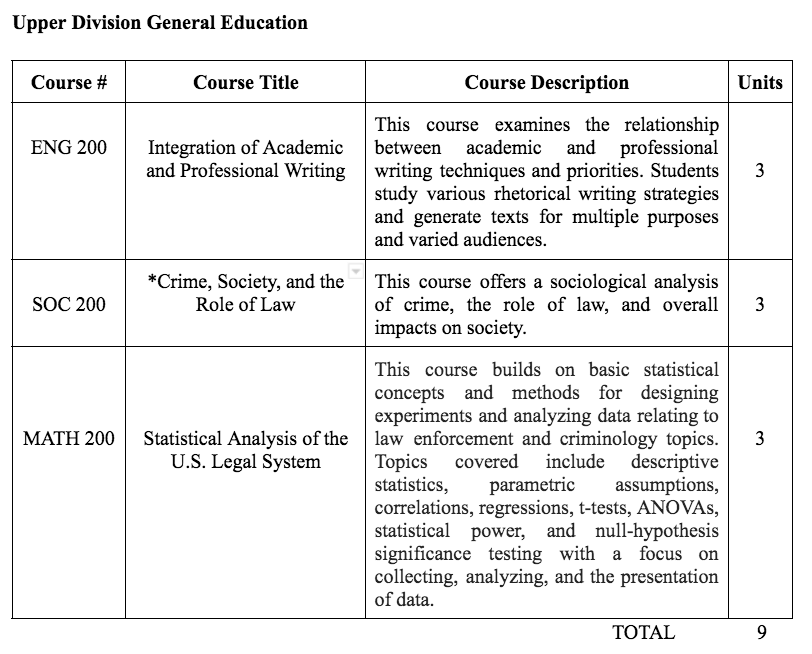 Upper Division General Education
Course # Course Title Course Description Units
ENG 200
Integration of Academic
and Professional Writing
This course examines the relationship
between academic and professional
writing techniques and priorities. Students
study various rhetorical writing strategies
and generate texts for multiple purposes
and varied audiences.
3
SOC 200
*Crime, Society, and the
Role of Law
This course offers a sociological analysis
of crime, the role of law, and overall
impacts on society.
3
MATH 200
Statistical Analysis of the
U.S. Legal System
This course builds on basic statistical
concepts and methods for designing
experiments and analyzing data relating to
law enforcement and criminology topics.
Topics covered include descriptive
statistics, parametric assumptions,
correlations, regressions, t-tests, ANOVAs,
statistical power, and null-hypothesis
significance testing with a focus on
collecting, analyzing, and the presentation
of data.
3
TOTAL 9